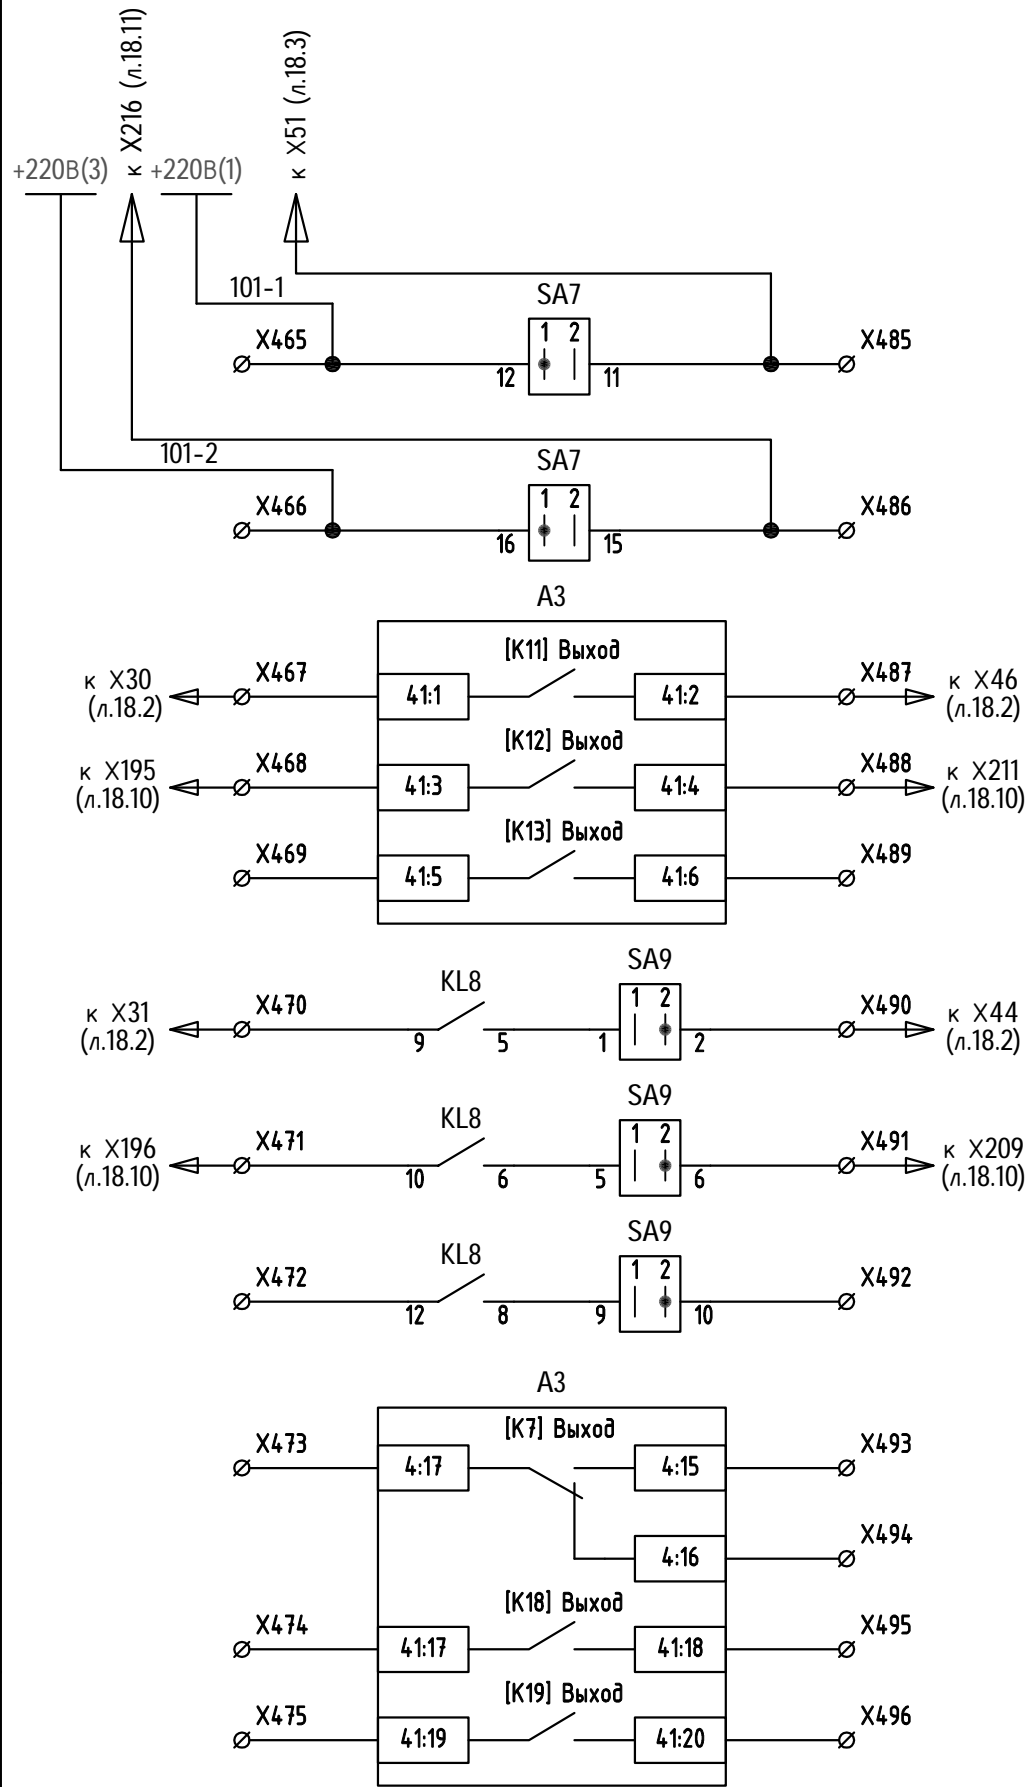 к X216 (л.18.11)
к X51 (л.18.3)
+220В(3)
+220В(1)
101-1
SA7
X465
1 2
X485
12
11
101-2
SA7
X466
1 2
X486
16
15
A3
[K11] Выход
к X30
(л.18.2)
X467
41:1
41:2
X487
к X46
(л.18.2)
[K12] Выход
к X195
(л.18.10)
X468
41:3
41:4
X488
к X211
(л.18.10)
[K13] Выход
X469
41:5
41:6
X489
SA9
KL8
к X31
(л.18.2)
X470
9
5
1
1 2
2
X490
к X44
(л.18.2)
SA9
KL8
к X196
(л.18.10)
X471
10
6
5
1 2
6
X491
к X209
(л.18.10)
SA9
KL8
X472
12
8
9
1 2
10
X492
A3
[K7] Выход
X473
4:17
4:15
X493
4:16
X494
[K18] Выход
X474
41:17
41:18
X495
[K19] Выход
X475
41:19
41:20
X496